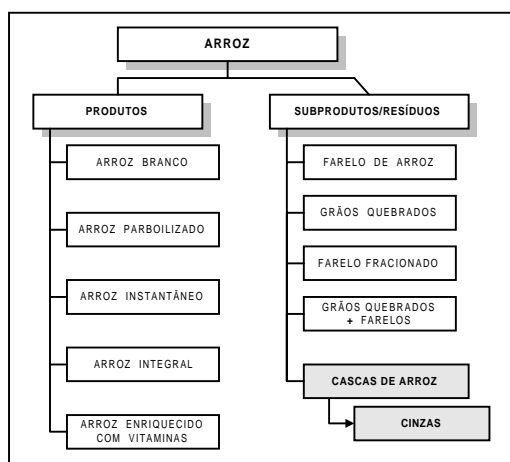 ARROZ
PRODUTOS
ARROZ BRANCO
ARROZ PARBOILIZADO
ARROZ INSTANTÂNEO
ARROZ INTEGRAL
ARROZ ENRIQUECIDO
COM VITAMINAS
SUBPRODUTOS/RESÍDUOS
FARELO DE ARROZ
GRÃOS QUEBRADOS
FARELO FRACIONADO
GRÃOS QUEBRADOS
+ FARELOS
CASCAS DE ARROZ
CINZAS